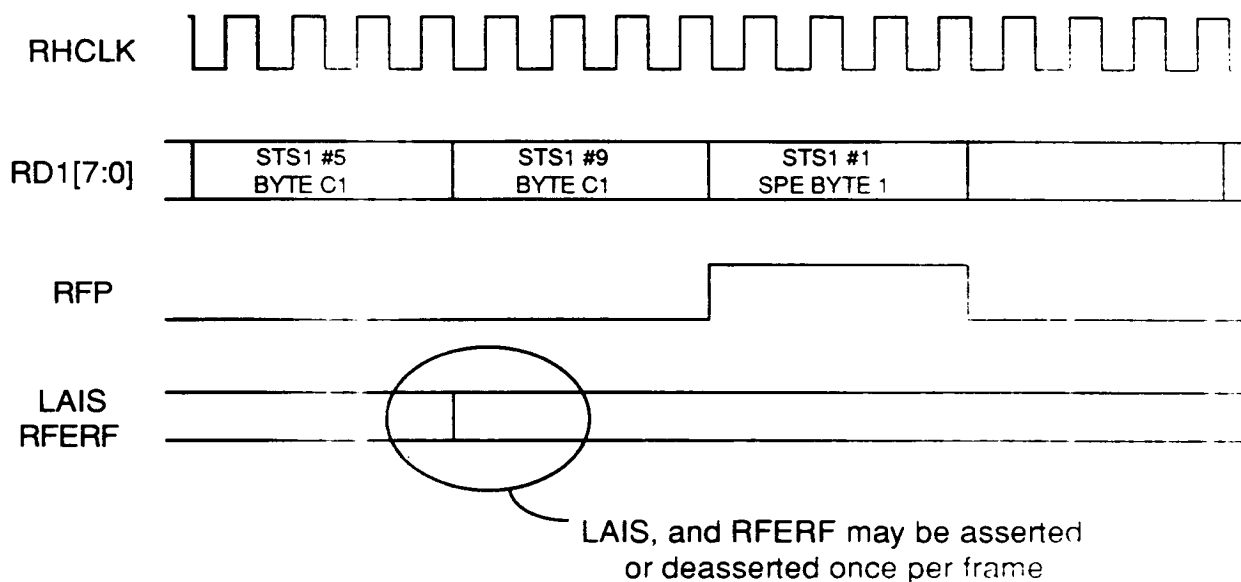 RHCLK
RD1[7:0]
STS1 #5
BYTE C1
STS1 #9
BYTE C1
STS1 #1
SPE BYTE 1
RFP
LAIS
RFERF
LAIS, and RFERF may be asserted
or deasserted once per frame